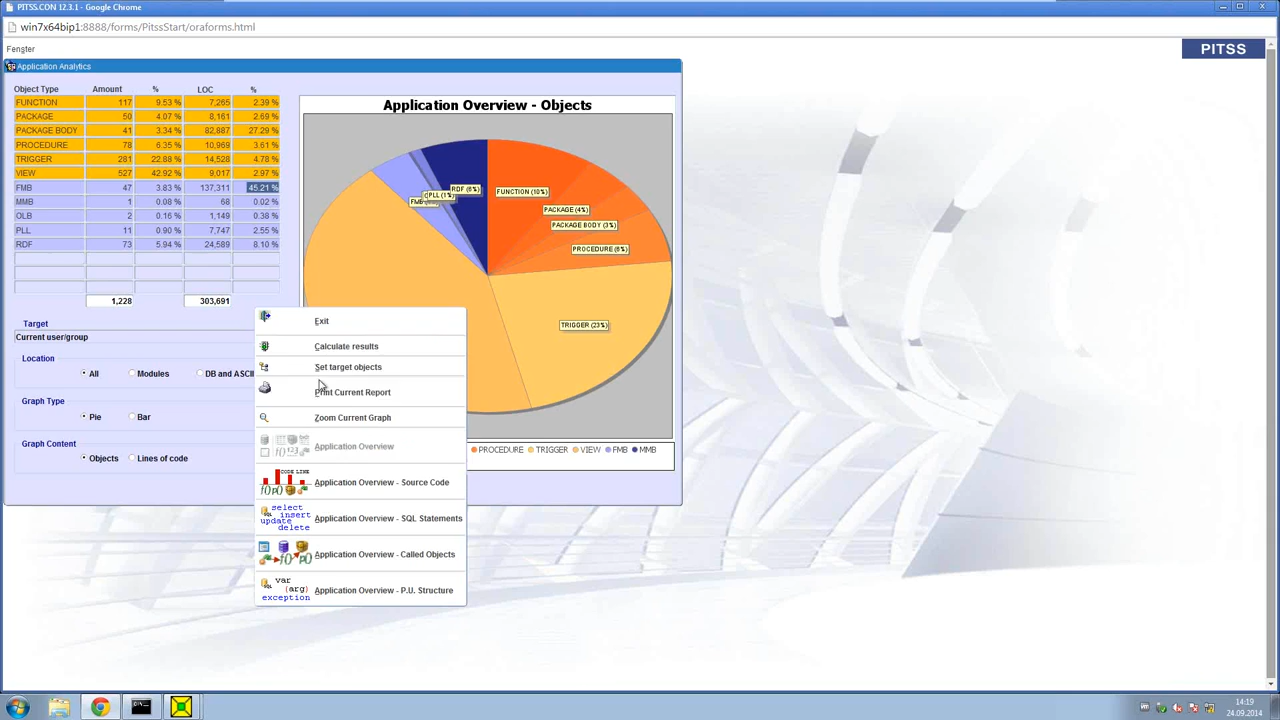 PITSS.CON 12.3.1 - Google Chrome
win7x64bip1:8888/forms/PitssStart/oraforms.html
Fenster
PITSS
Application Analytics
Object Type Amount % LOC %
FUNCTION 117 9.53 % 7,265 2.39 %
PACKAGE 50 4.07 % 8,161 2.69 %
PACKAGE BODY 41 3.34 % 82,887 27.29 %
PROCEDURE 78 6.35 % 10,969 3.61 %
TRIGGER 281 22.88 % 14,528 4.78 %
VIEW 527 42.92 % 9,017 2.97 %
FMB 47 3.83 % 137,311 45.21 %
MMB 1 0.08 % 68 0.02 %
OLB 2 0.16 % 1,149 0.38 %
PLL 11 0.90 % 7,747 2.55 %
RDF 73 5.94 % 24,589 8.10 %
1,228 303,691
Application Overview - Objects
RDF (6%)
PLL (1%)
FMB
FUNCTION (10%)
PACKAGE (4%)
PACKAGE BODY (3%)
PROCEDURE (6%)
TRIGGER (23%)
PROCEDURE TRIGGER VIEW FMB MMB
Target
Current user/group
Location
All Modules DB and ASCII
Graph Type
Pie Bar
Graph Content
Objects Lines of code
Exit
Calculate results
Set target objects
Print Current Report
Zoom Current Graph
Application Overview
CODE LINE
Application Overview - Source Code
select
insert
update
delete
Application Overview - SQL Statements
Application Overview - Called Objects
var
(arg)
exception
Application Overview - P.U. Structure
14:19
24.09.2014